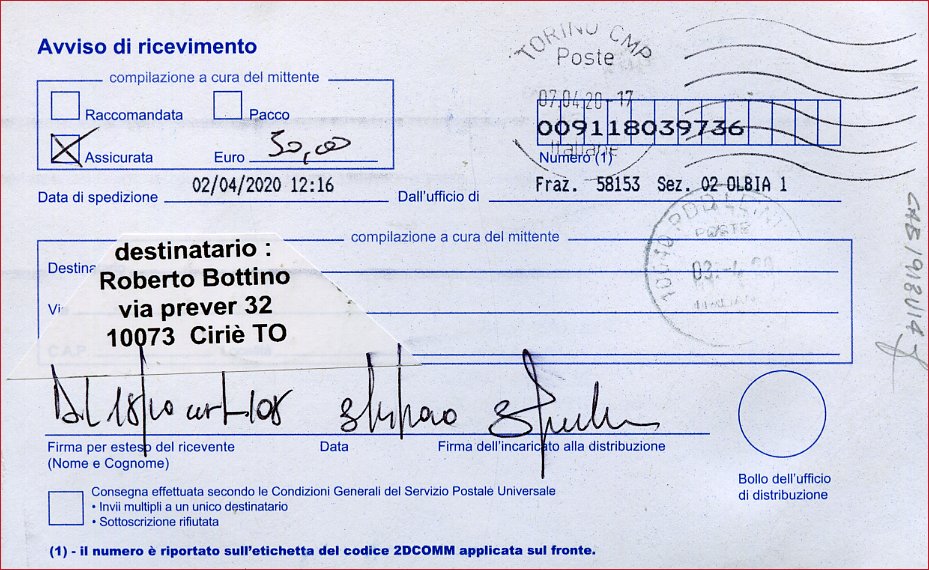 Avviso di ricevimento
TORINO CMP
Poste
compilazione a cura del mittente
Raccomandata
Pacco
07.04.20-17
009118039736
Assicurata
Euro 50,00
Italiane
Numero (1)
Data di spedizione 02/04/2020 12:16 Dall'ufficio di Fraz. 58153 Sez. 02 OLBIA 1
compilazione a cura del mittente
POSTE
destinatario :
Destina
Roberto Bottino
Vi
via prever 32
10073 Ciriè TO
C.A.P.
Firma per esteso del ricevente
(Nome e Cognome)
Data
Firma dell'incaricato alla distribuzione
Bollo dell'ufficio
di distribuzione
Consegna effettuata secondo le Condizioni Generali del Servizio Postale Universale
• Invii multipli a un unico destinatario
• Sottoscrizione rifiutata
(1) - il numero è riportato sull'etichetta del codice 2DCOMM applicata sul fronte.